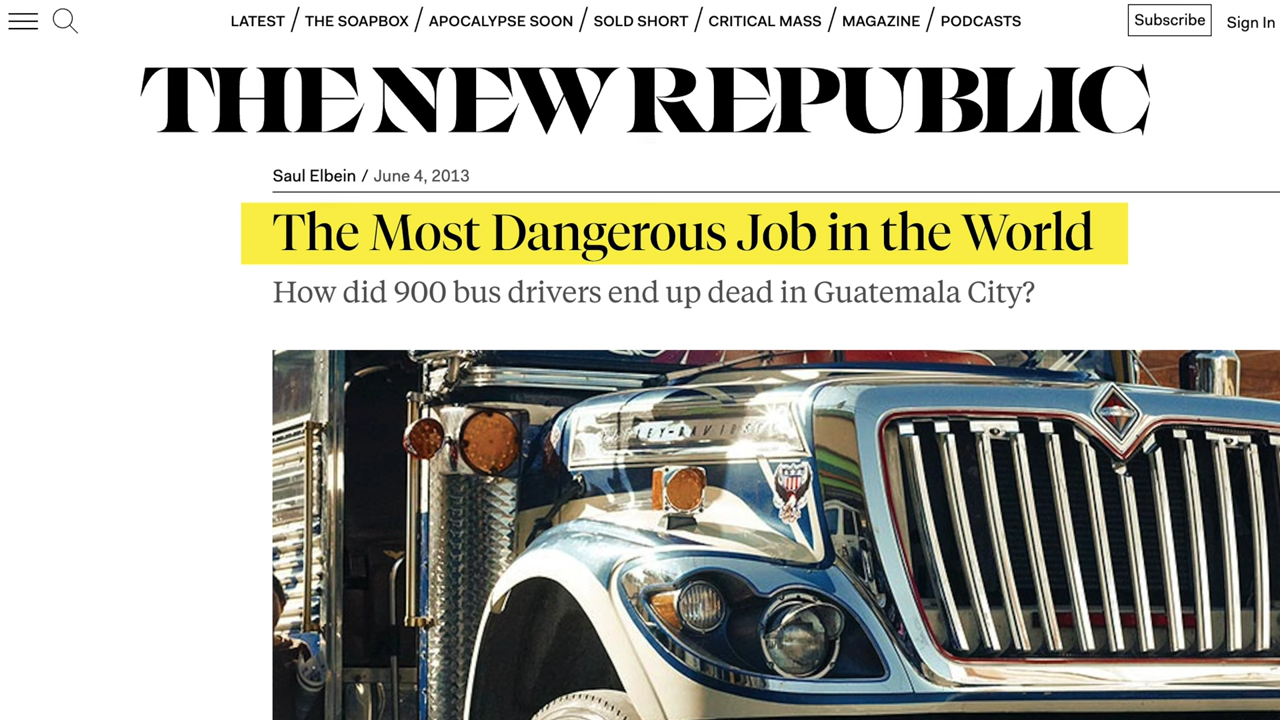 LATEST / THE SOAPBOX / APOCALYPSE SOON / SOLD SHORT / CRITICAL MASS / MAGAZINE / PODCASTS
Subscribe
Sign In
THE NEW REPUBLIC
Saul Elbein / June 4, 2013
The Most Dangerous Job in the World
How did 900 bus drivers end up dead in Guatemala City?
HARLEY-DAVIDSON